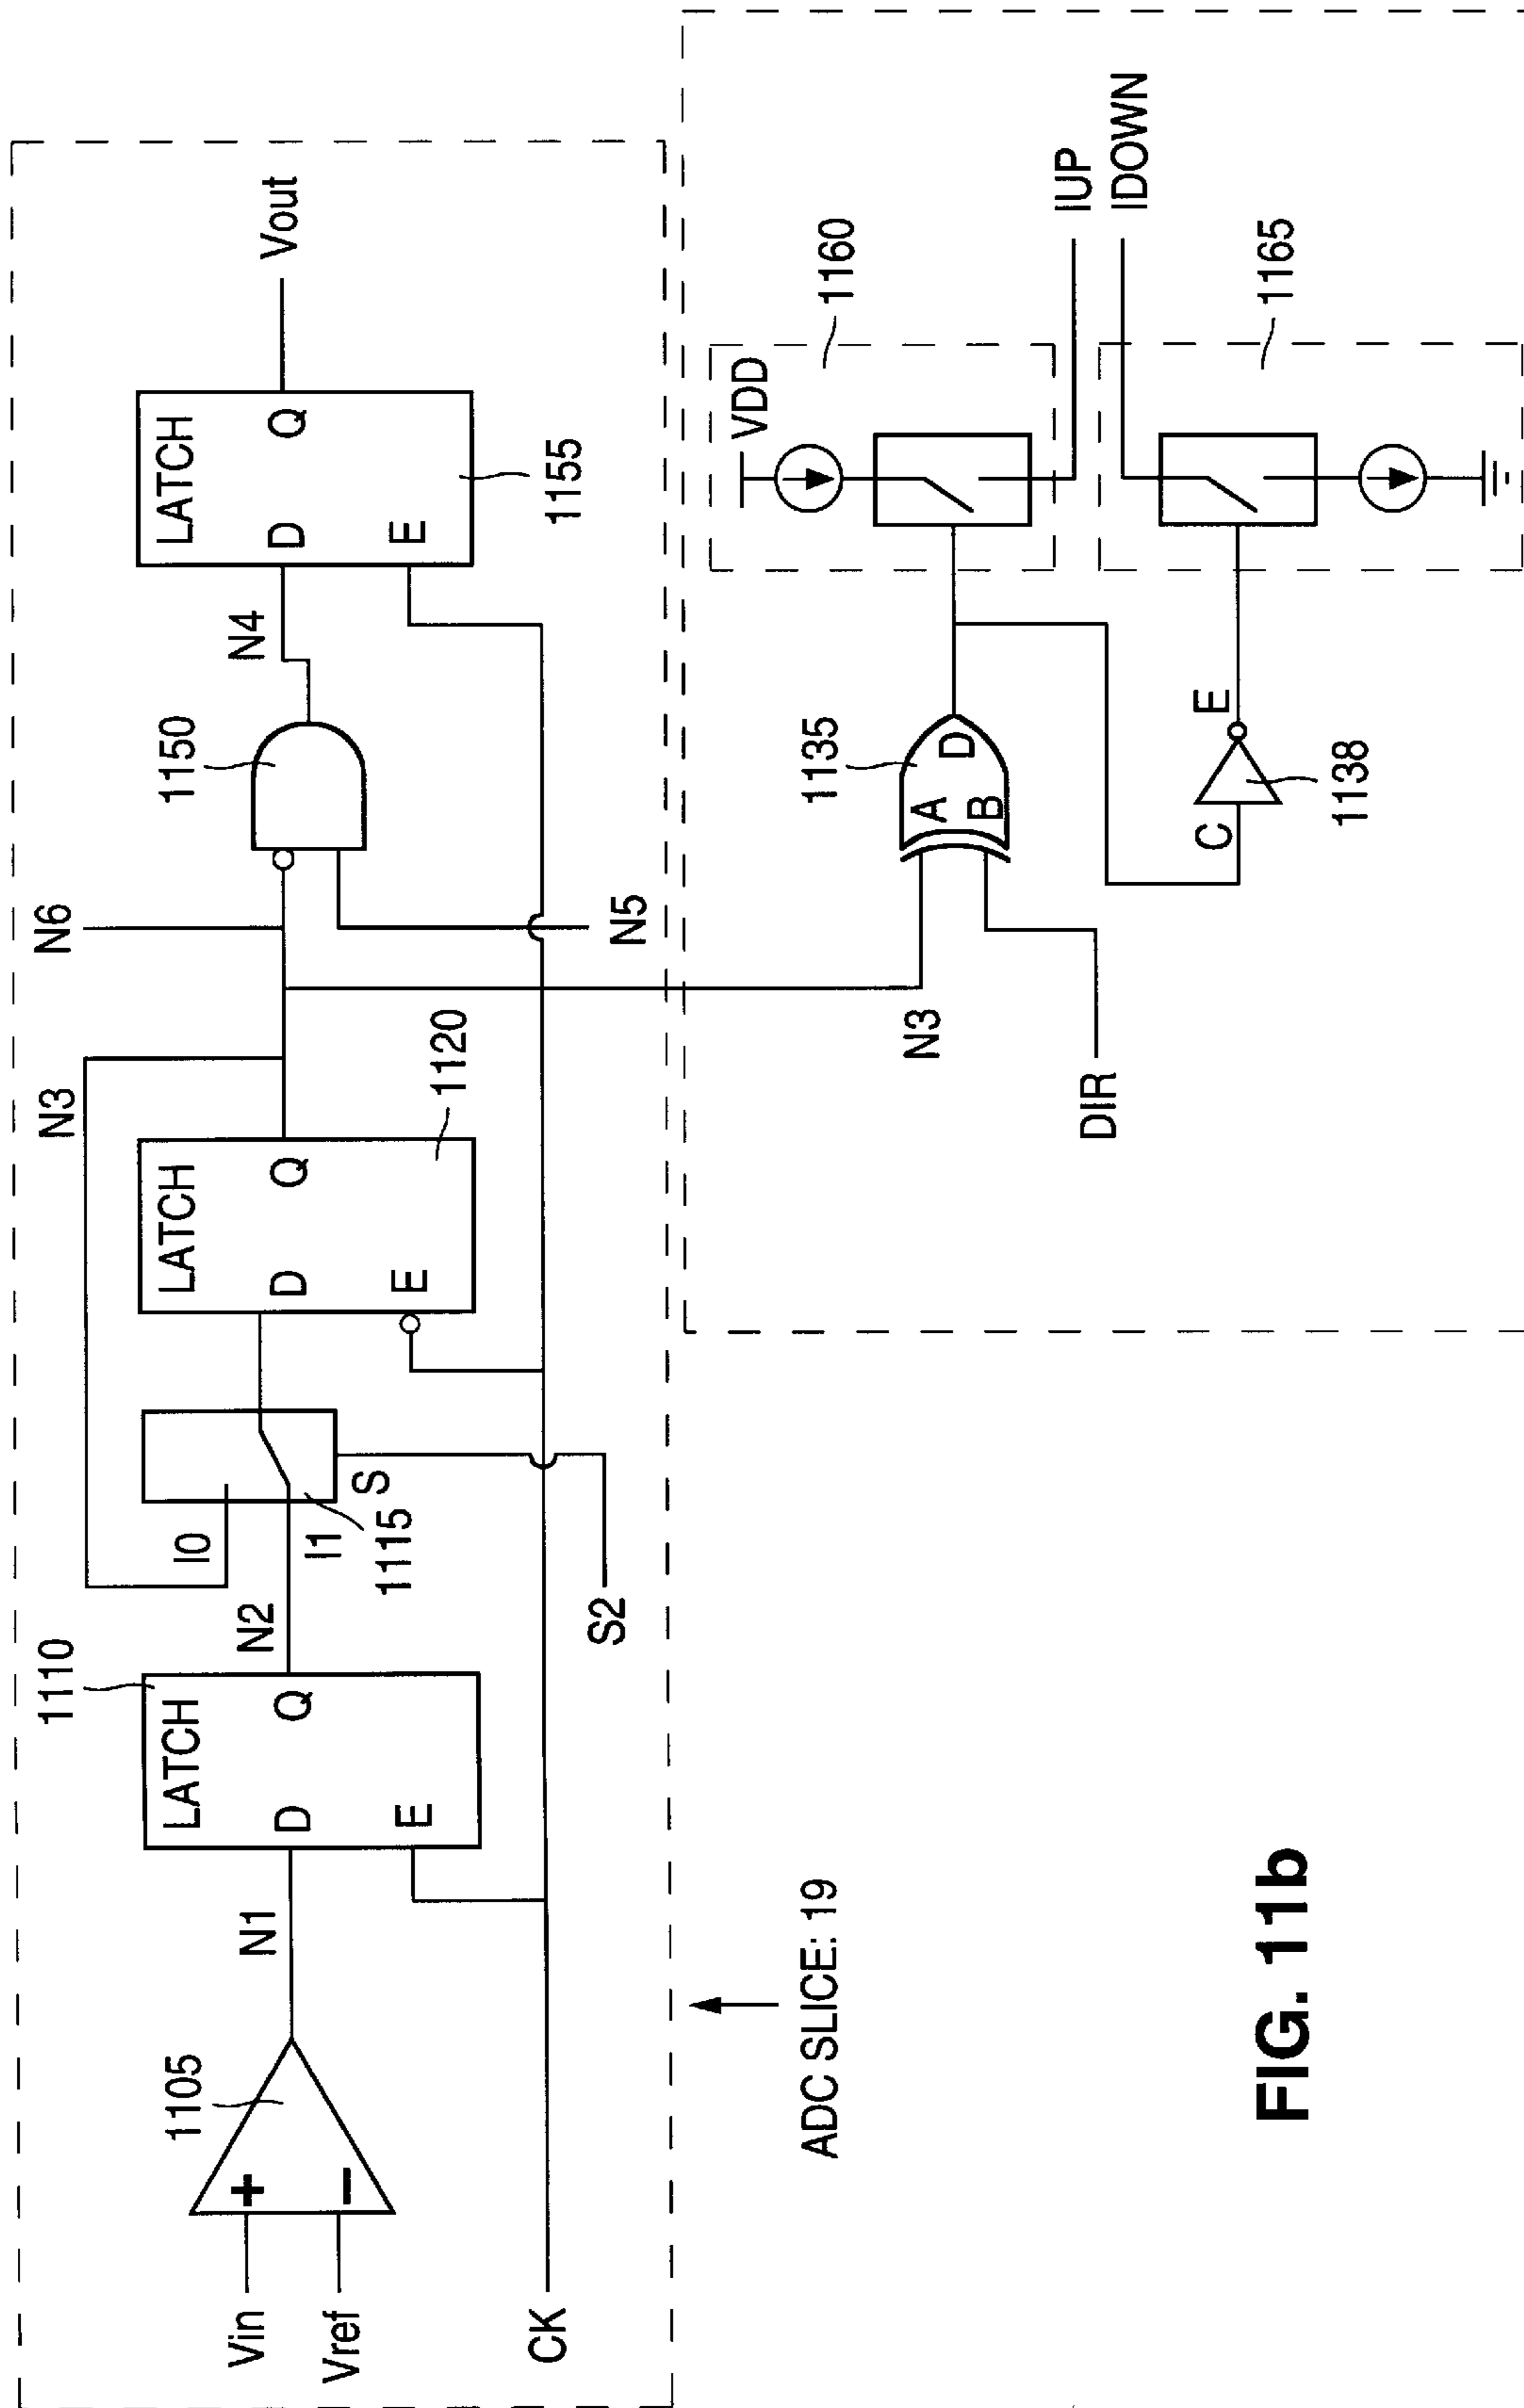 Vin
Vref
CK
+
−
1105
N1
1110
LATCH
D
Q
E
N2
I0
I1
1115
S
S2
N3
LATCH
D
Q
E
1120
N6
N5
1150
N4
LATCH
D
Q
E
1155
Vout
ADC SLICE: 19
N3
DIR
1135
A
B
D
C
E
1138
VDD
1160
IUP
IDOWN
1165
FIG. 11b